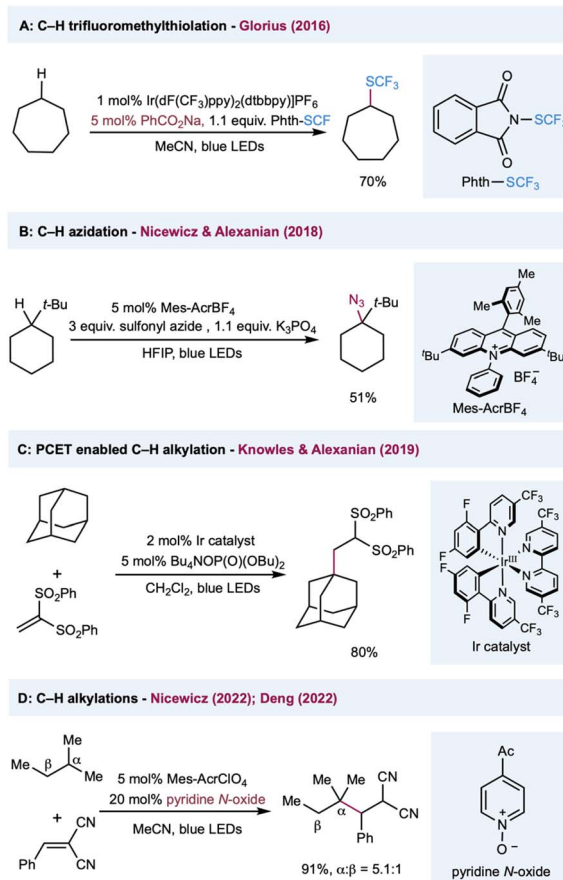 A: C–H trifluoromethylthiolation - Glorius (2016)
H
1 mol% Ir(dF(CF3)ppy)2(dtbbpy)]PF6
5 mol% PhCO2Na, 1.1 equiv. Phth-SCF
MeCN, blue LEDs
SCF3
70%
O
N
SCF3
O
Phth—SCF3
B: C–H azidation - Nicewicz & Alexanian (2018)
H t-Bu
5 mol% Mes-AcrBF4
3 equiv. sulfonyl azide , 1.1 equiv. K3PO4
HFIP, blue LEDs
N3 t-Bu
51%
Me
Me Me
t-Bu N+ t-Bu
BF4−
Mes-AcrBF4
C: PCET enabled C–H alkylation - Knowles & Alexanian (2019)
+
SO2Ph
SO2Ph
2 mol% Ir catalyst
5 mol% Bu4NOP(O)(OBu)2
CH2Cl2, blue LEDs
SO2Ph
SO2Ph
80%
F CF3
N CF3
F N
IrIII
F N
N
F CF3
CF3
Ir catalyst
D: C–H alkylations - Nicewicz (2022); Deng (2022)
Me
β α
Me Me
+
CN
Ph CN
5 mol% Mes-AcrClO4
20 mol% pyridine N-oxide
MeCN, blue LEDs
Me Me CN
Me α CN
β Ph
91%, α:β = 5.1:1
Ac
N+
O−
pyridine N-oxide